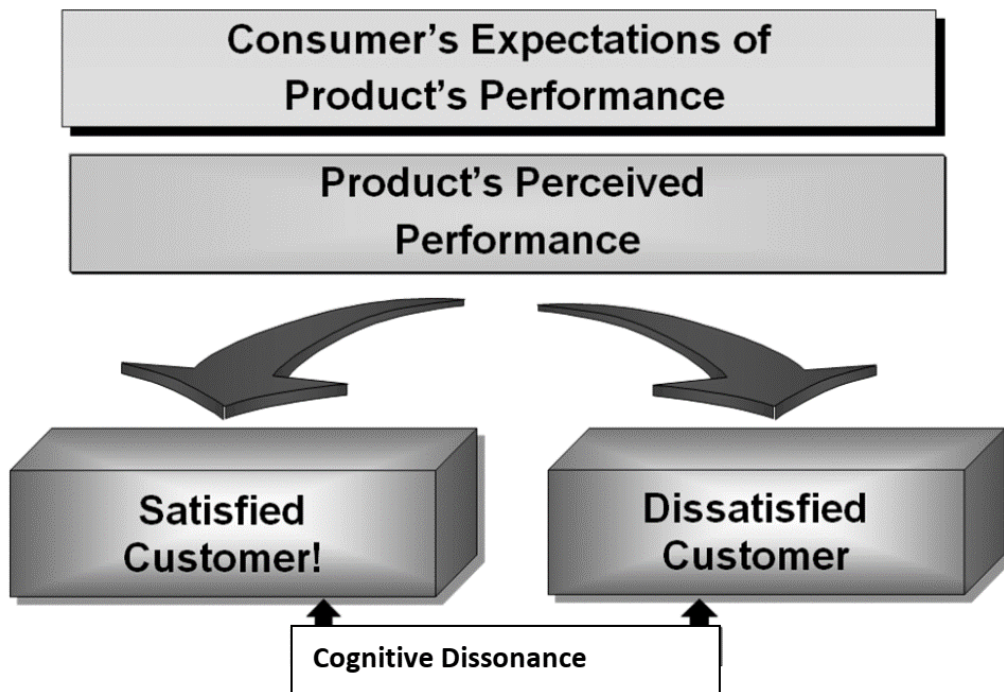 Consumer’s Expectations of
Product’s Performance
Product’s Perceived
Performance
Satisfied
Customer!
Dissatisfied
Customer
Cognitive Dissonance